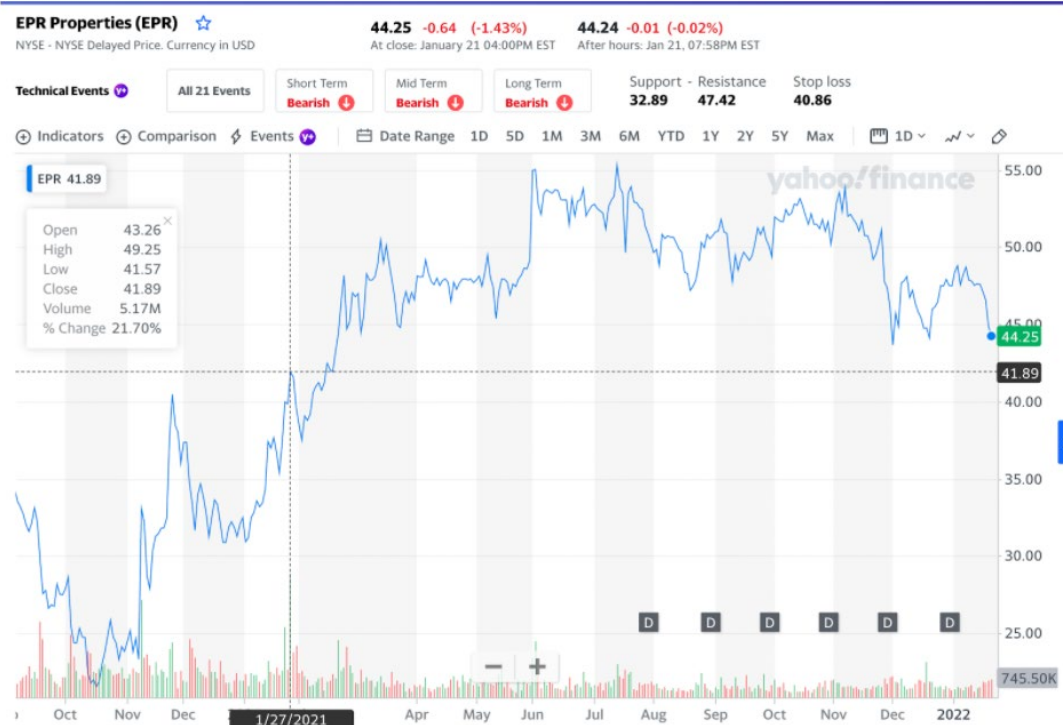 EPR Properties (EPR)
44.25 -0.64 (-1.43%) 44.24 -0.01 (-0.02%)
NYSE - NYSE Delayed Price. Currency in USD
At close: January 21 04:00PM EST After hours: Jan 21, 07:58PM EST
Technical Events Y+
All 21 Events
Short Term
Bearish
Mid Term
Bearish
Long Term
Bearish
Support - Resistance
32.89 47.42
Stop loss
40.86
Indicators Comparison Events Y+ Date Range 1D 5D 1M 3M 6M YTD 1Y 2Y 5Y Max 1D
EPR 41.89
yahoo!finance
Open 43.26
High 49.25
Low 41.57
Close 41.89
Volume 5.17M
% Change 21.70%
55.00
50.00
45.00
44.25
41.89
40.00
35.00
30.00
25.00
D D D D D D
745.50K
Oct Nov Dec 1/27/2021 Apr May Jun Jul Aug Sep Oct Nov Dec 2022